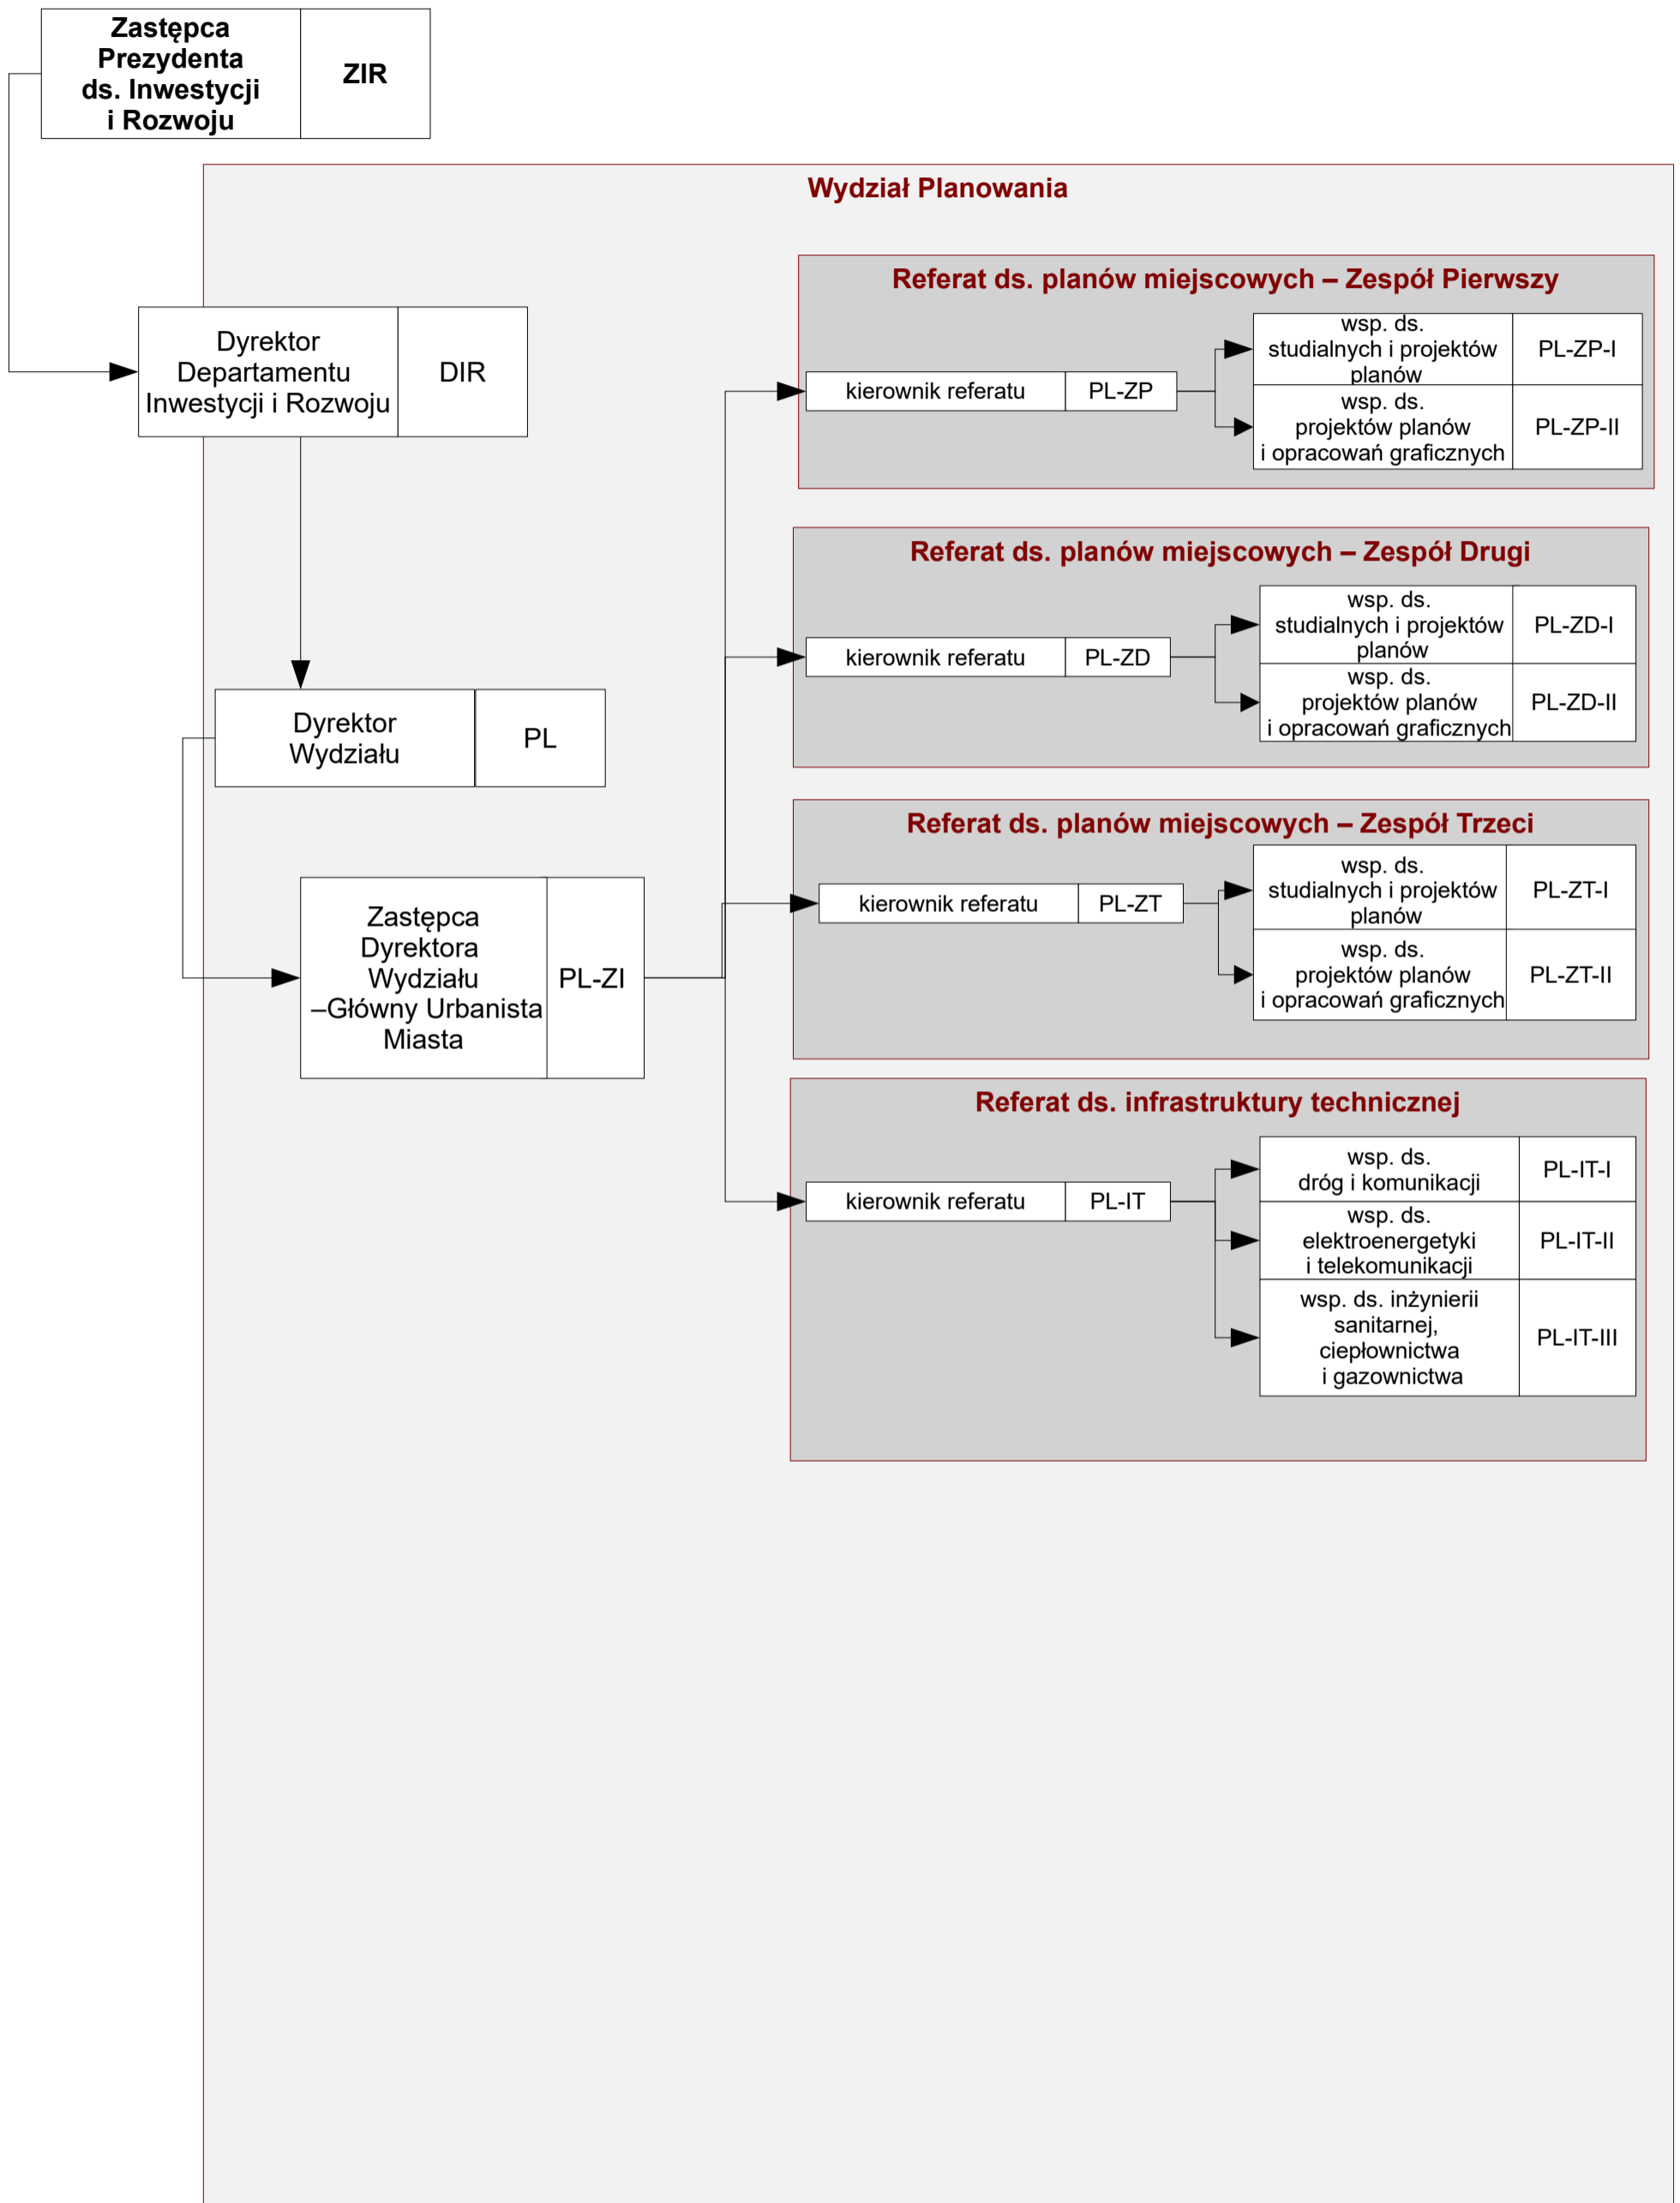 Zastępca
Prezydenta
ds. Inwestycji
i Rozwoju
ZIR
Wydział Planowania
Dyrektor
Departamentu
Inwestycji i Rozwoju
DIR
Dyrektor
Wydziału
PL
Zastępca
Dyrektora
Wydziału
–Główny Urbanista
Miasta
PL-ZI
Referat ds. planów miejscowych – Zespół Pierwszy
kierownik referatu
PL-ZP
wsp. ds.
studialnych i projektów
planów
PL-ZP-I
wsp. ds.
projektów planów
i opracowań graficznych
PL-ZP-II
Referat ds. planów miejscowych – Zespół Drugi
kierownik referatu
PL-ZD
wsp. ds.
studialnych i projektów
planów
PL-ZD-I
wsp. ds.
projektów planów
i opracowań graficznych
PL-ZD-II
Referat ds. planów miejscowych – Zespół Trzeci
kierownik referatu
PL-ZT
wsp. ds.
studialnych i projektów
planów
PL-ZT-I
wsp. ds.
projektów planów
i opracowań graficznych
PL-ZT-II
Referat ds. infrastruktury technicznej
kierownik referatu
PL-IT
wsp. ds.
dróg i komunikacji
PL-IT-I
wsp. ds.
elektroenergetyki
i telekomunikacji
PL-IT-II
wsp. ds. inżynierii
sanitarnej,
ciepłownictwa
i gazownictwa
PL-IT-III